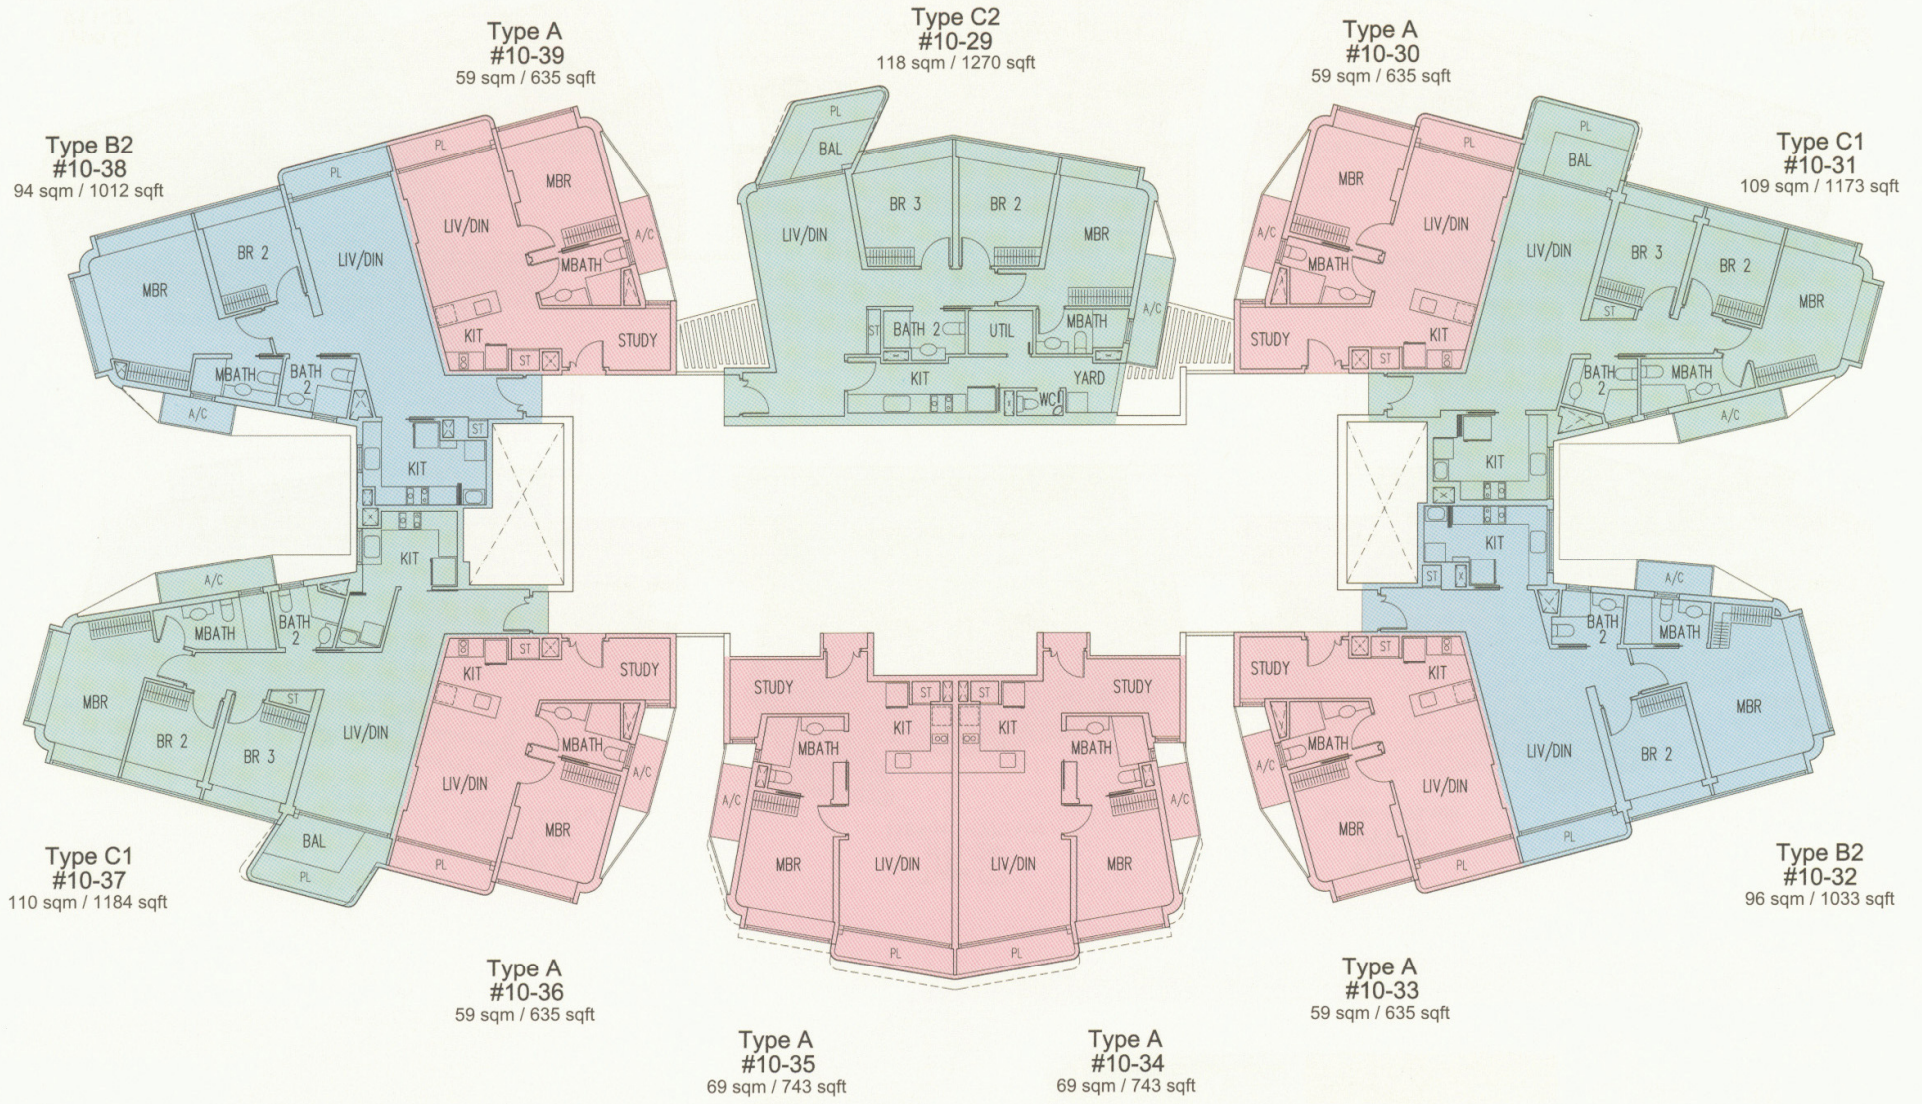 Type A
#10-39
59 sqm / 635 sqft
Type C2
#10-29
118 sqm / 1270 sqft
Type A
#10-30
59 sqm / 635 sqft
Type B2
#10-38
94 sqm / 1012 sqft
Type C1
#10-31
109 sqm / 1173 sqft
PL
MBR
BR 2
LIV/DIN
MBATH
BATH
2
A/C
KIT
ST
PL
LIV/DIN
MBR
A/C
MBATH
KIT
ST
STUDY
PL
BAL
LIV/DIN
BR 3
BR 2
MBR
A/C
ST
BATH 2
UTIL
MBATH
KIT
YARD
WC
MBR
PL
LIV/DIN
A/C
MBATH
STUDY
ST
KIT
PL
BAL
LIV/DIN
BR 3
BR 2
MBR
ST
BATH
2
MBATH
A/C
KIT
KIT
A/C
MBATH
BATH
2
MBR
BR 2
BR 3
ST
LIV/DIN
BAL
PL
KIT
ST
STUDY
MBATH
A/C
LIV/DIN
MBR
PL
STUDY
ST
KIT
MBATH
A/C
MBR
LIV/DIN
PL
ST
KIT
STUDY
MBATH
A/C
LIV/DIN
MBR
PL
STUDY
ST
KIT
MBATH
A/C
LIV/DIN
MBR
PL
KIT
ST
A/C
BATH
2
MBATH
MBR
BR 2
LIV/DIN
PL
Type C1
#10-37
110 sqm / 1184 sqft
Type B2
#10-32
96 sqm / 1033 sqft
Type A
#10-36
59 sqm / 635 sqft
Type A
#10-33
59 sqm / 635 sqft
Type A
#10-35
69 sqm / 743 sqft
Type A
#10-34
69 sqm / 743 sqft